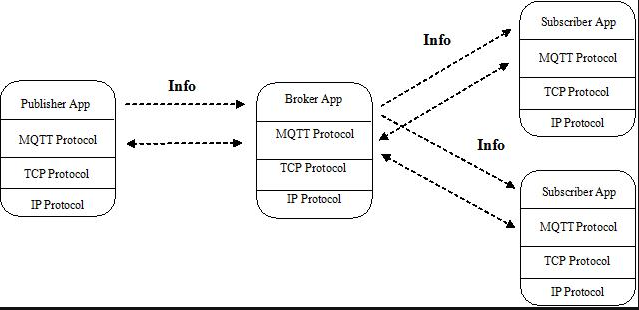 Publisher App
MQTT Protocol
TCP Protocol
IP Protocol
Info
Broker App
MQTT Protocol
TCP Protocol
IP Protocol
Info
Subscriber App
MQTT Protocol
TCP Protocol
IP Protocol
Info
Subscriber App
MQTT Protocol
TCP Protocol
IP Protocol